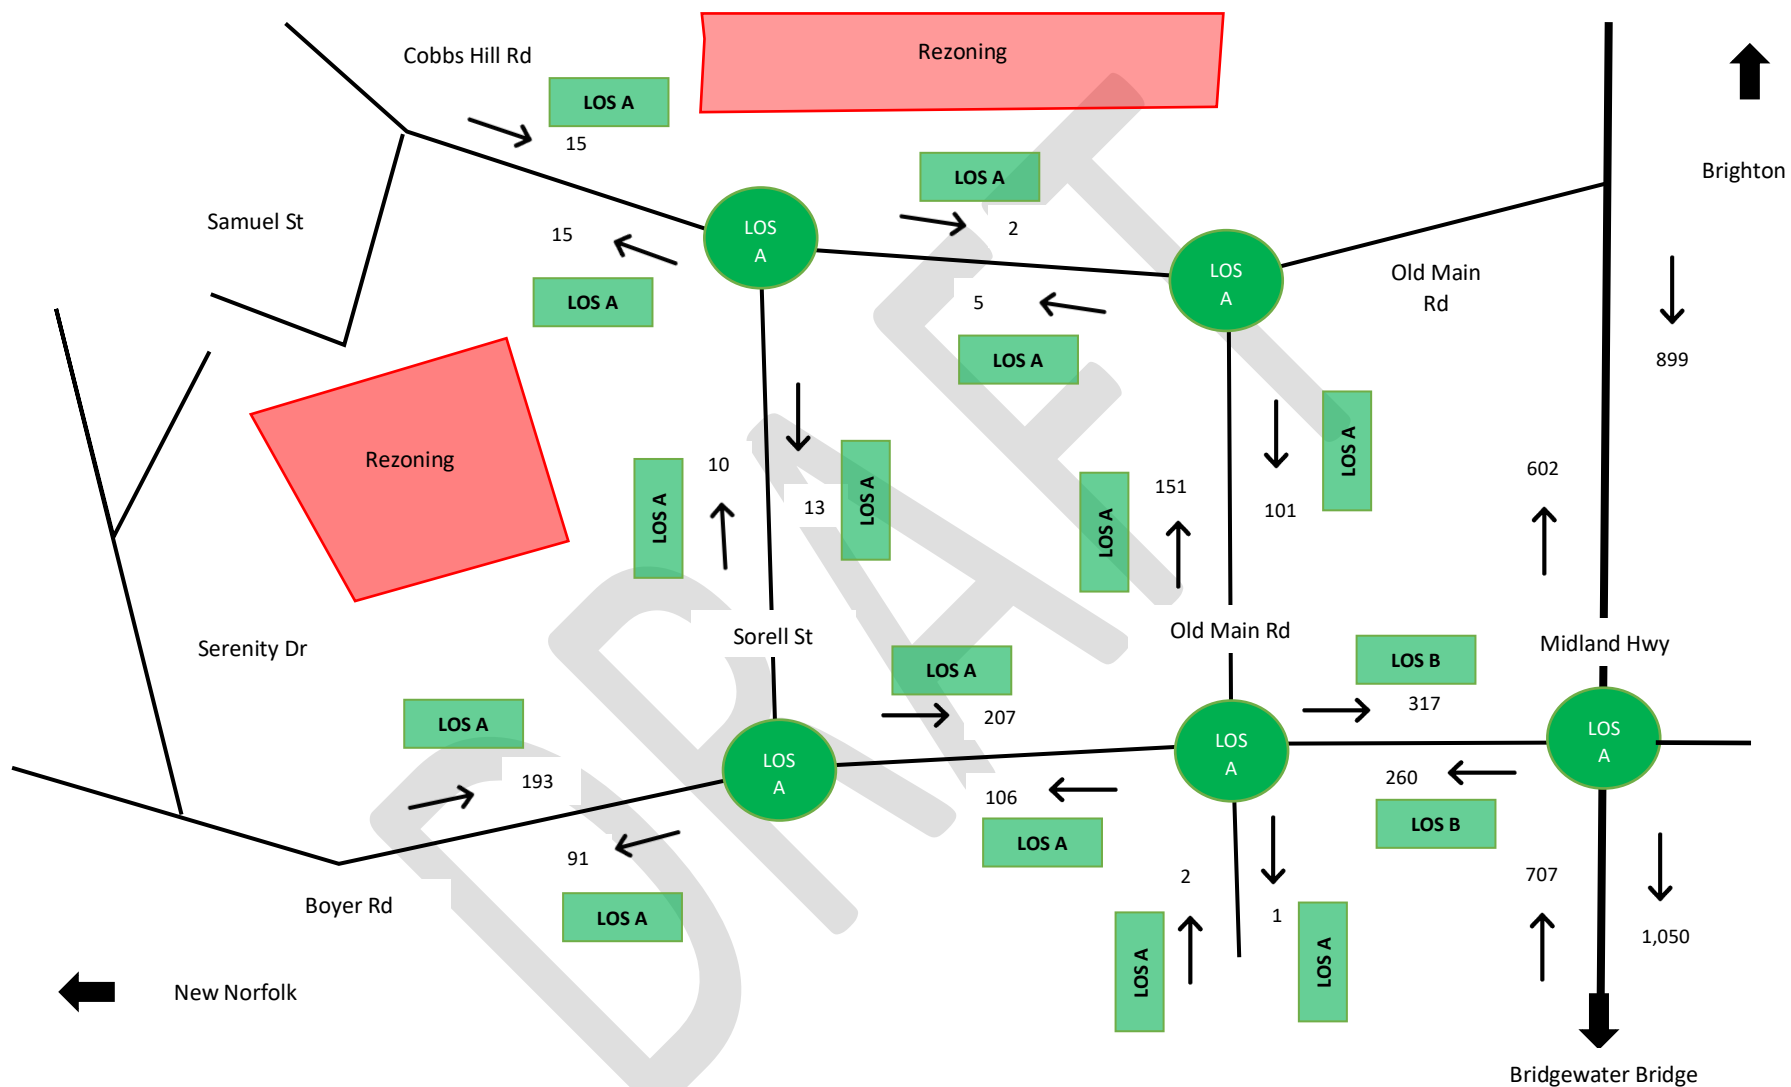 Cobbs Hill Rd
Rezoning
LOS A
15
LOS A
Brighton
Samuel St
15
LOS
A
2
LOS
A
Old Main
Rd
LOS A
5
LOS A
899
Rezoning
10
13
LOS A
LOS A
151
101
LOS A
LOS A
602
Serenity Dr
Sorell St
Old Main Rd
Midland Hwy
LOS A
LOS A
207
LOS B
317
193
LOS
A
LOS
A
LOS
A
106
LOS A
260
LOS B
91
LOS A
Boyer Rd
2
1
LOS A
LOS A
707
1,050
New Norfolk
Bridgewater Bridge
DRAFT